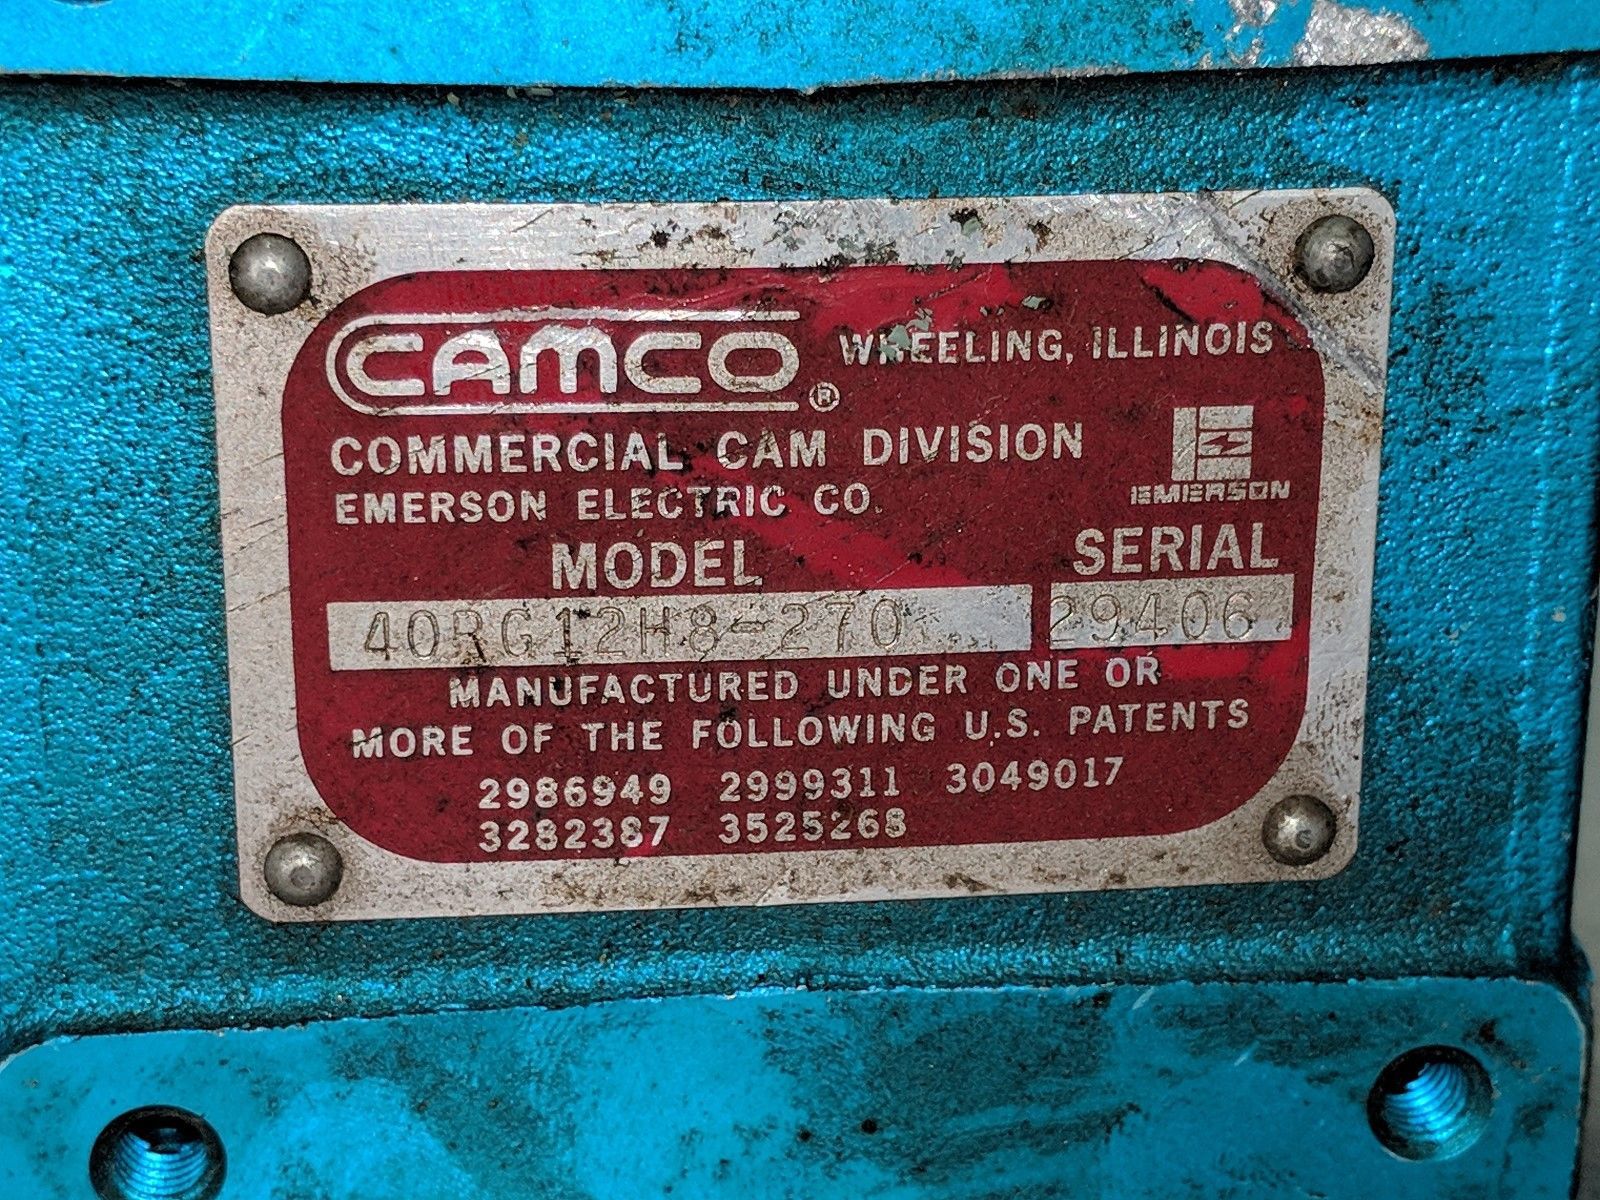 CAMCO ® WHEELING, ILLINOIS
COMMERCIAL CAM DIVISION
EMERSON ELECTRIC CO.
EMERSON
MODEL SERIAL
40RG12H8-270 29406
MANUFACTURED UNDER ONE OR
MORE OF THE FOLLOWING U.S. PATENTS
2986949 2999311 3049017
3282387 3525268